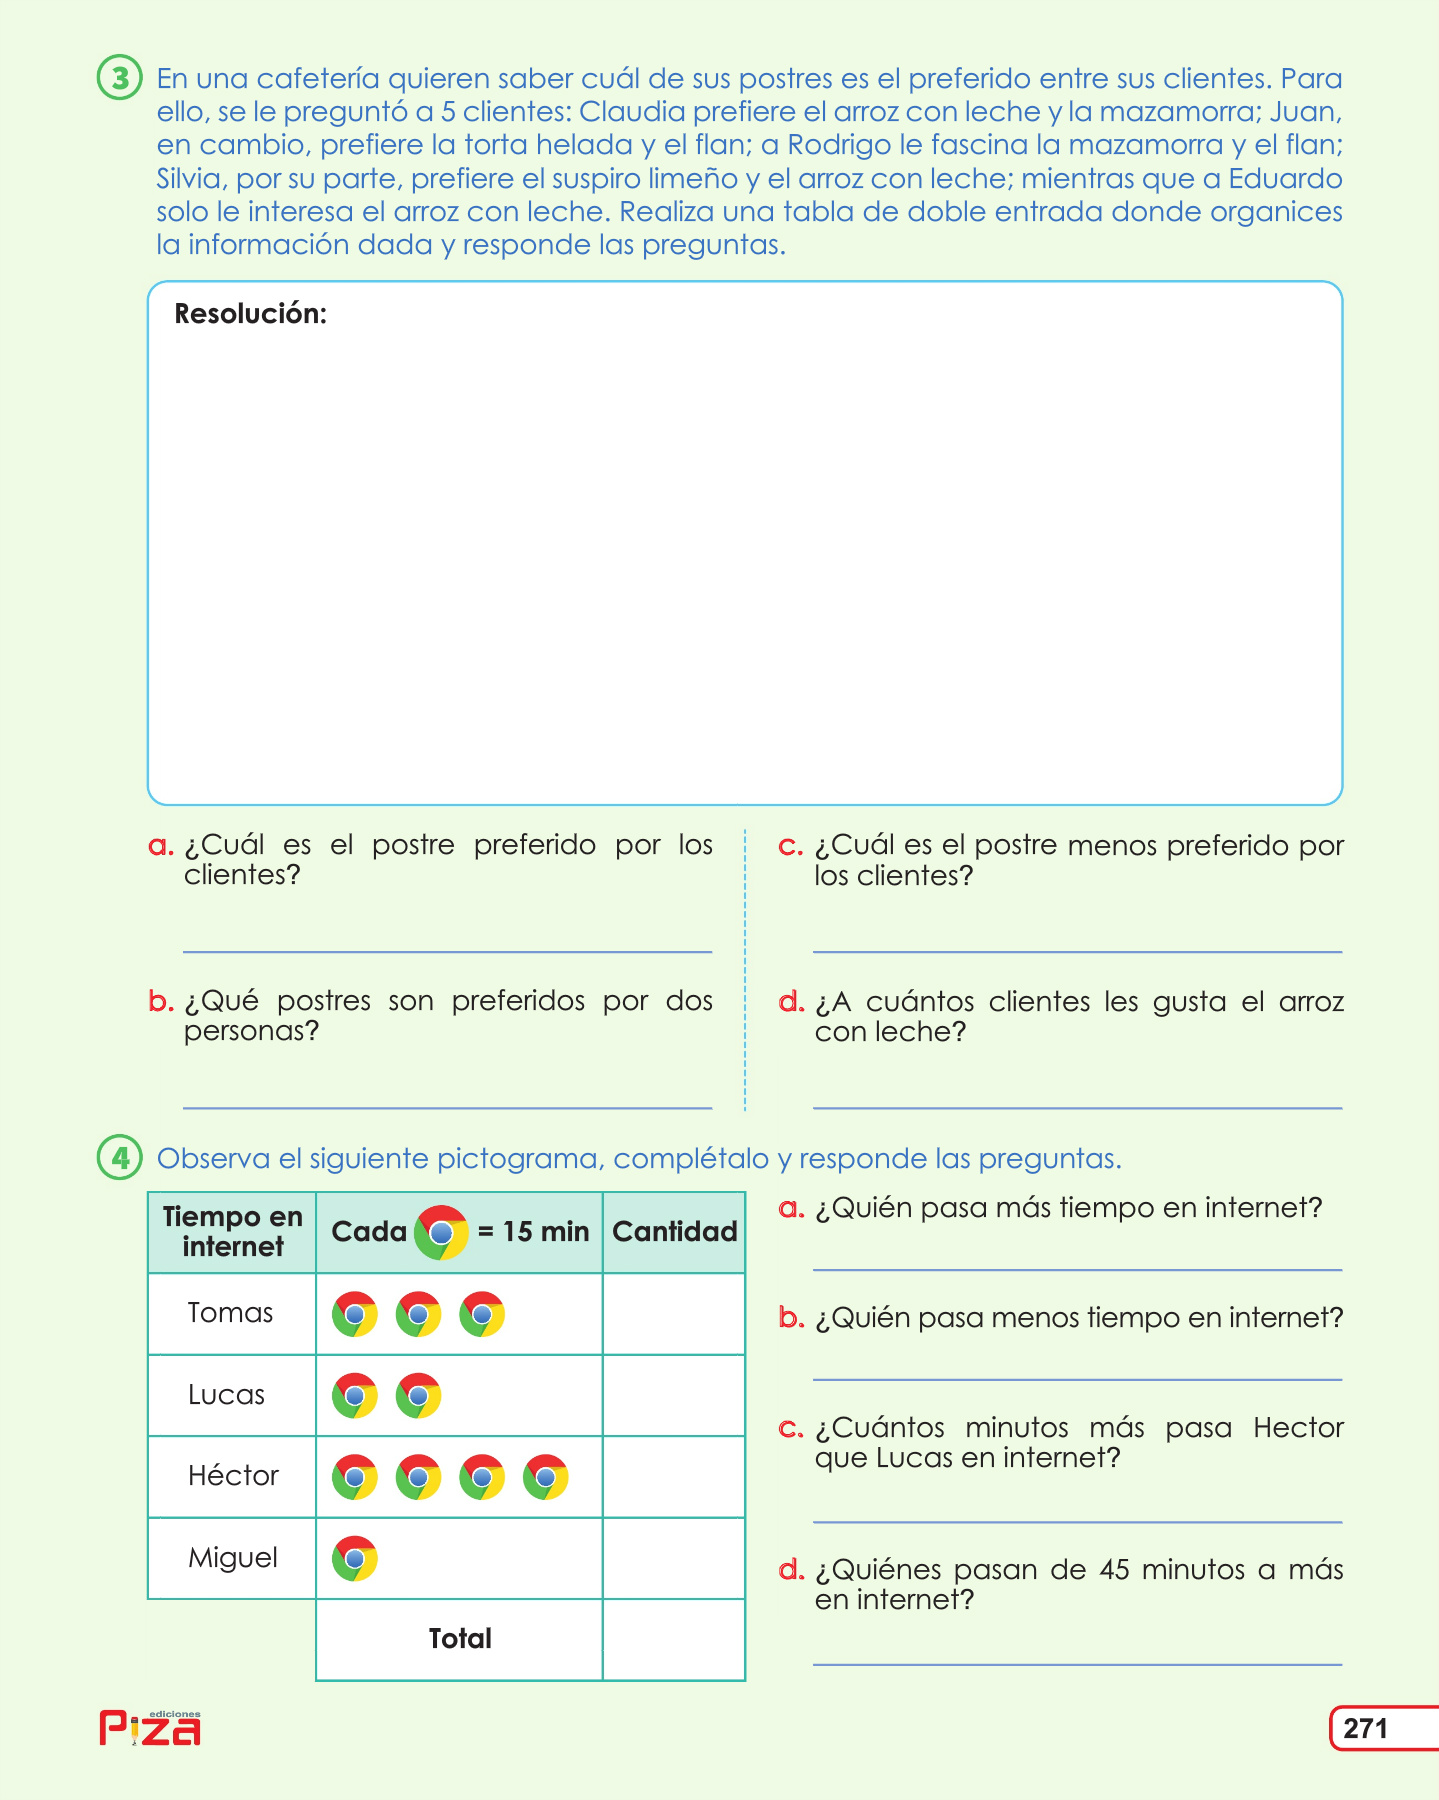 3 En una cafetería quieren saber cuál de sus postres es el preferido entre sus clientes. Para
ello, se le preguntó a 5 clientes: Claudia prefiere el arroz con leche y la mazamorra; Juan,
en cambio, prefiere la torta helada y el flan; a Rodrigo le fascina la mazamorra y el flan;
Silvia, por su parte, prefiere el suspiro limeño y el arroz con leche; mientras que a Eduardo
solo le interesa el arroz con leche. Realiza una tabla de doble entrada donde organices
la información dada y responde las preguntas.
Resolución:
a. ¿Cuál es el postre preferido por los
clientes?
b. ¿Qué postres son preferidos por dos
personas?
c. ¿Cuál es el postre menos preferido por
los clientes?
d. ¿A cuántos clientes les gusta el arroz
con leche?
4 Observa el siguiente pictograma, complétalo y responde las preguntas.
Tiempo en
internet
Cada = 15 min
Cantidad
Tomas
Lucas
Héctor
Miguel
Total
a. ¿Quién pasa más tiempo en internet?
b. ¿Quién pasa menos tiempo en internet?
c. ¿Cuántos minutos más pasa Hector
que Lucas en internet?
d. ¿Quiénes pasan de 45 minutos a más
en internet?
ediciones
Piza
271